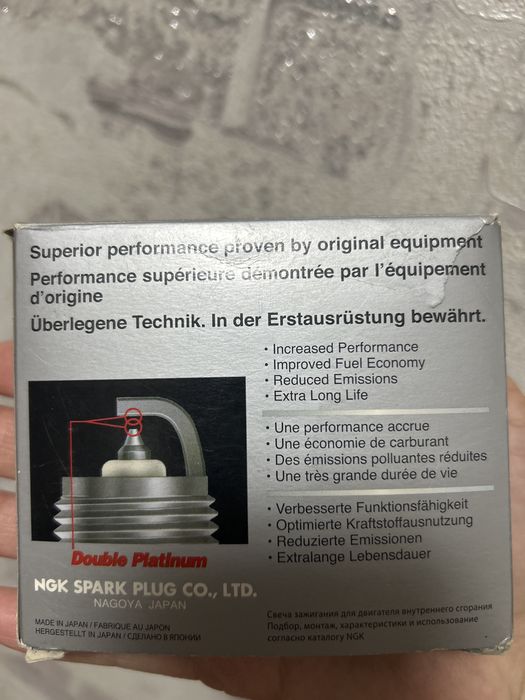 Superior performance proven by original equipment
Performance supérieure démontrée par l'équipement
d'origine
Überlegene Technik. In der Erstausrüstung bewährt.
• Increased Performance
• Improved Fuel Economy
• Reduced Emissions
• Extra Long Life
• Une performance accrue
• Une économie de carburant
• Des émissions polluantes réduites
• Une très grande durée de vie
• Verbesserte Funktionsfähigkeit
• Optimierte Kraftstoffausnutzung
• Reduzierte Emissionen
• Extralange Lebensdauer
Double Platinum
NGK SPARK PLUG CO., LTD.
NAGOYA JAPAN
MADE IN JAPAN / FABRIQUE AU JAPON
HERGESTELLT IN JAPAN / СДЕЛАНО В ЯПОНИИ
Свеча зажигания для двигателя внутреннего сгорания
Подбор, монтаж, характеристики и использование
согласно каталогу NGK